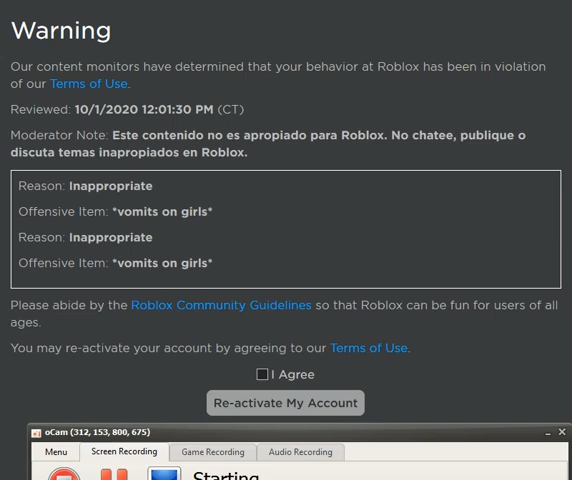 Warning
Our content monitors have determined that your behavior at Roblox has been in violation
of our Terms of Use.
Reviewed: 10/1/2020 12:01:30 PM (CT)
Moderator Note: Este contenido no es apropiado para Roblox. No chatee, publique o
discuta temas inapropiados en Roblox.
Reason: Inappropriate
Offensive Item: *vomits on girls*
Reason: Inappropriate
Offensive Item: *vomits on girls*
Please abide by the Roblox Community Guidelines so that Roblox can be fun for users of all
ages.
You may re-activate your account by agreeing to our Terms of Use.
I Agree
Re-activate My Account
oCam (312, 153, 800, 675)
Menu Screen Recording Game Recording Audio Recording
Starting